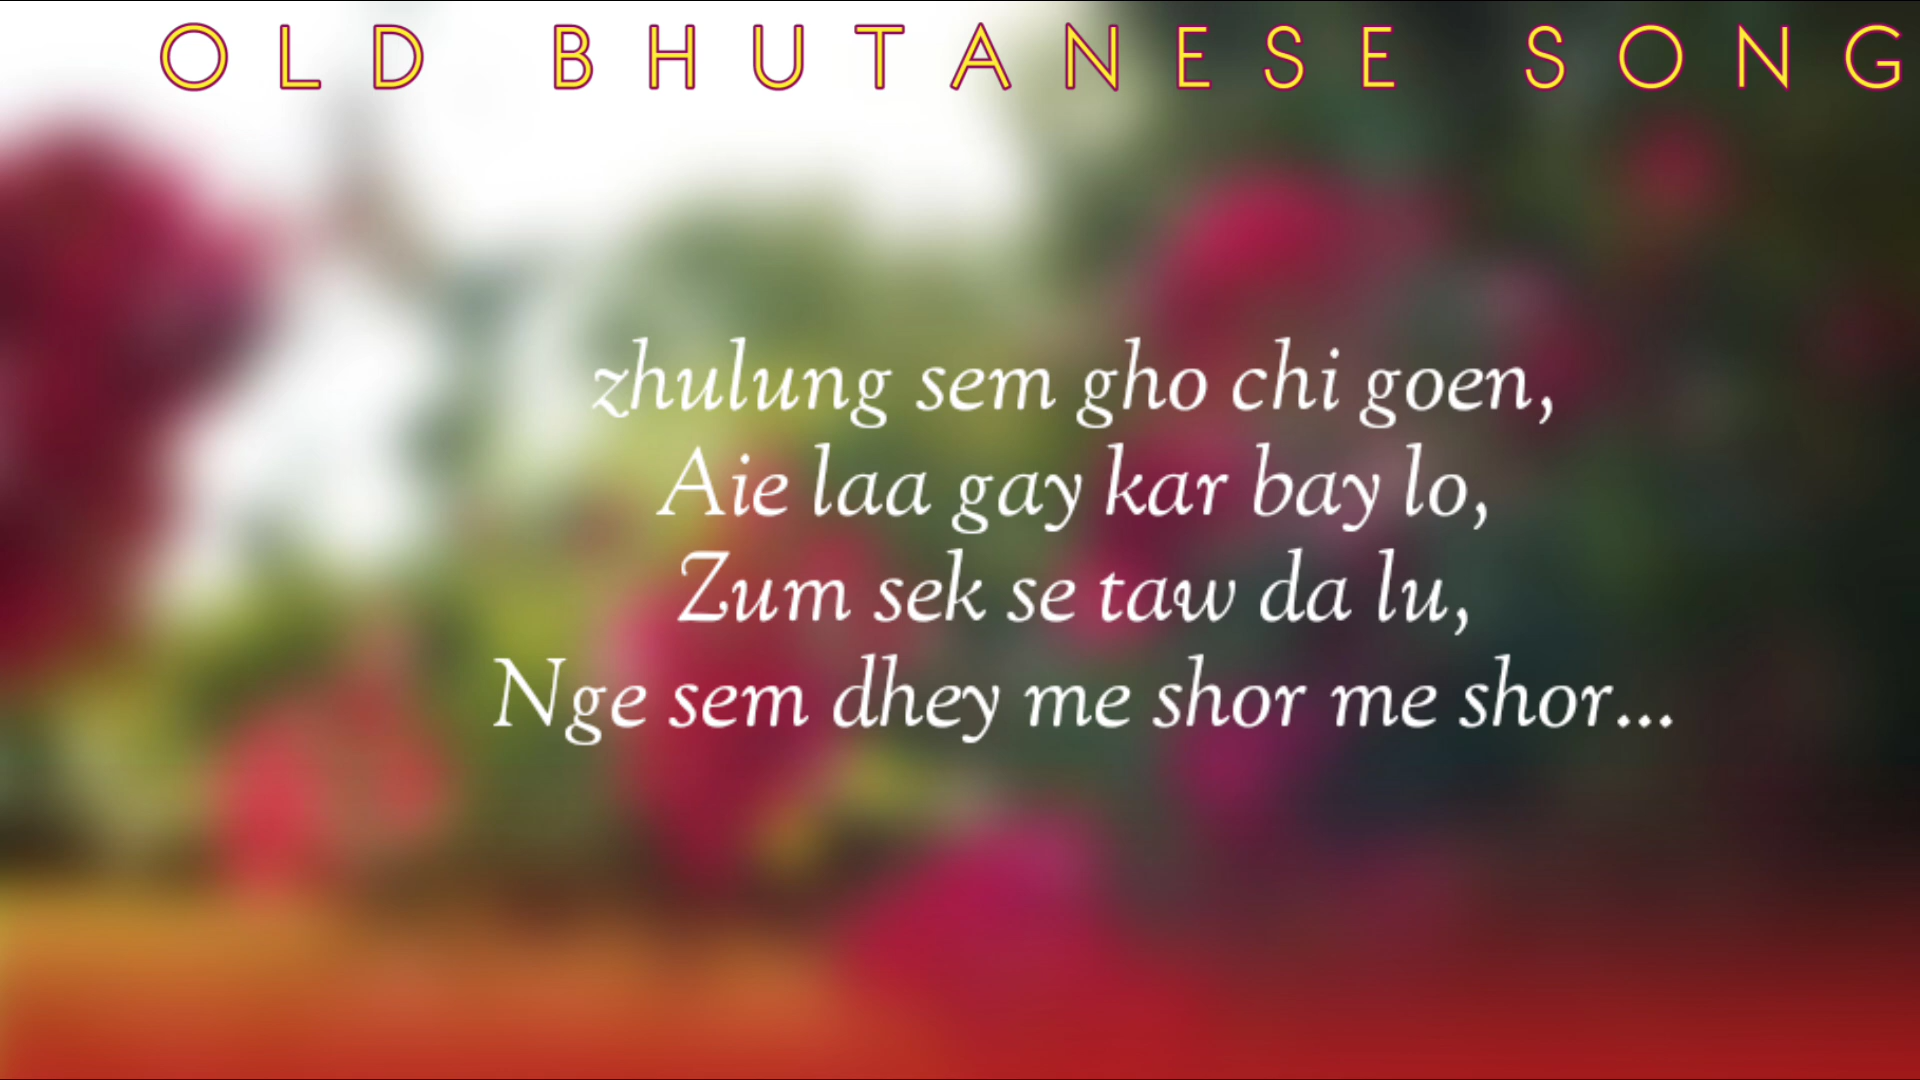 OLD BHUTANESE SONG
zhulung sem gho chi goen,
Aie laa gay kar bay lo,
Zum sek se taw da lu,
Nge sem dhey me shor me shor...